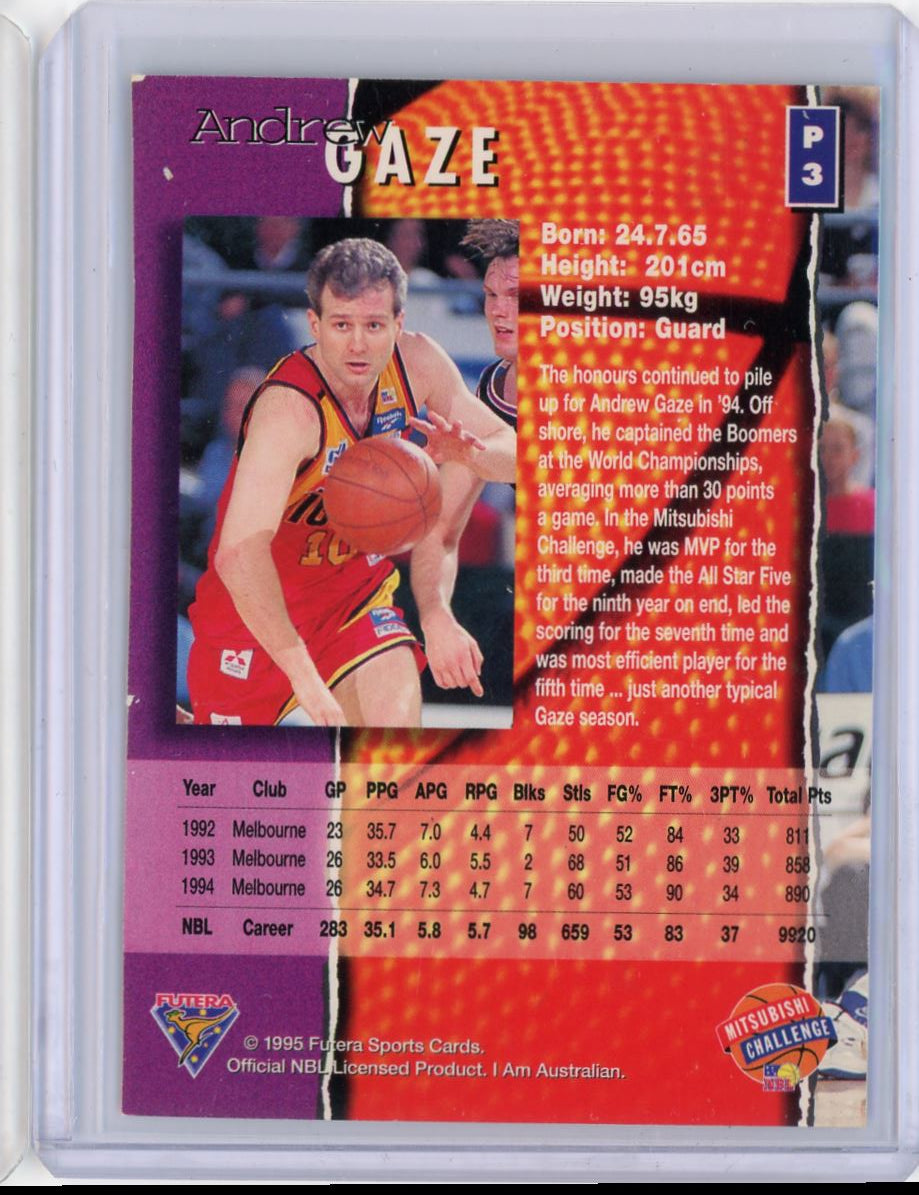 Andrew
GAZE
P
3
Born: 24.7.65
Height: 201cm
Weight: 95kg
Position: Guard
The honours continued to pile
up for Andrew Gaze in '94. Off
shore, he captained the Boomers
at the World Championships,
averaging more than 30 points
a game. In the Mitsubishi
Challenge, he was MVP for the
third time, made the All Star Five
for the ninth year on end, led the
scoring for the seventh time and
was most efficient player for the
fifth time ... just another typical
Gaze season.
Reebok
10
a
Year Club GP PPG APG RPG Blks Stls FG% FT% 3PT% Total Pts
1992 Melbourne 23 35.7 7.0 4.4 7 50 52 84 33 811
1993 Melbourne 26 33.5 6.0 5.5 2 68 51 86 39 858
1994 Melbourne 26 34.7 7.3 4.7 7 60 53 90 34 890
NBL Career 283 35.1 5.8 5.7 98 659 53 83 37 9920
FUTERA
© 1995 Futera Sports Cards.
Official NBL Licensed Product. I Am Australian.
MITSUBISHI
CHALLENGE
NBL